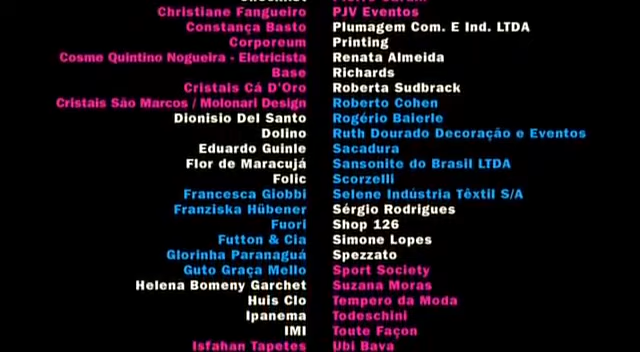 Christiane Fangueiro
Constança Basto
Corporeum
Cosme Quintino Nogueira - Eletricista
Base
Cristais Cá D'Oro
Cristais São Marcos / Molonari Design
Dionisio Del Santo
Dolino
Eduardo Guinle
Flor de Maracujá
Folic
Francesca Giobbi
Franziska Hübener
Fuori
Futton & Cia
Glorinha Paranaguá
Guto Graça Mello
Helena Bomeny Garchet
Huis Clo
Ipanema
IMI
Isfahan Tapetes
PJV Eventos
Plumagem Com. E Ind. LTDA
Printing
Renata Almeida
Richards
Roberta Sudbrack
Roberto Cohen
Rogério Baierle
Ruth Dourado Decoração e Eventos
Sacadura
Sansonite do Brasil LTDA
Scorzelli
Selene Indústria Têxtil S/A
Sérgio Rodrigues
Shop 126
Simone Lopes
Spezzato
Sport Society
Suzana Moras
Tempero da Moda
Todeschini
Toute Façon
Ubi Bava